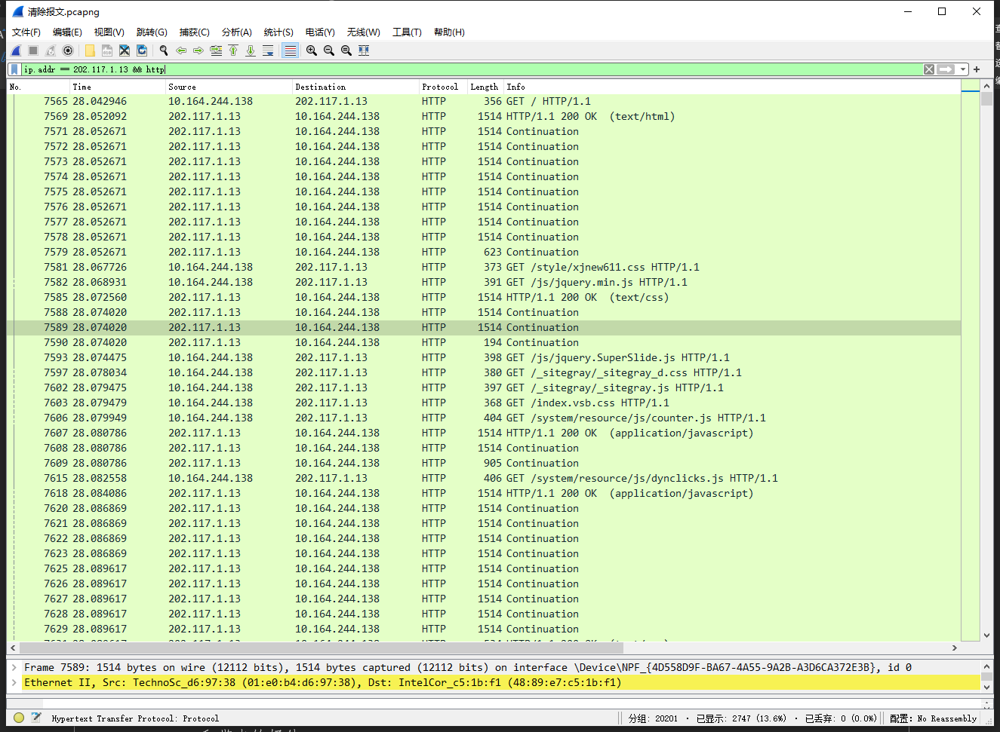 清除报文.pcapng
文件(F) 编辑(E) 视图(V) 跳转(G) 捕获(C) 分析(A) 统计(S) 电话(Y) 无线(W) 工具(T) 帮助(H)
ip.addr == 202.117.1.13 && http
No. Time Source Destination Protocol Length Info
7565 28.042946 10.164.244.138 202.117.1.13 HTTP 356 GET / HTTP/1.1
7569 28.052092 202.117.1.13 10.164.244.138 HTTP 1514 HTTP/1.1 200 OK (text/html)
7571 28.052671 202.117.1.13 10.164.244.138 HTTP 1514 Continuation
7572 28.052671 202.117.1.13 10.164.244.138 HTTP 1514 Continuation
7573 28.052671 202.117.1.13 10.164.244.138 HTTP 1514 Continuation
7574 28.052671 202.117.1.13 10.164.244.138 HTTP 1514 Continuation
7575 28.052671 202.117.1.13 10.164.244.138 HTTP 1514 Continuation
7576 28.052671 202.117.1.13 10.164.244.138 HTTP 1514 Continuation
7577 28.052671 202.117.1.13 10.164.244.138 HTTP 1514 Continuation
7578 28.052671 202.117.1.13 10.164.244.138 HTTP 1514 Continuation
7579 28.052671 202.117.1.13 10.164.244.138 HTTP 623 Continuation
7581 28.067726 10.164.244.138 202.117.1.13 HTTP 373 GET /style/xjnew611.css HTTP/1.1
7582 28.068931 10.164.244.138 202.117.1.13 HTTP 391 GET /js/jquery.min.js HTTP/1.1
7585 28.072560 202.117.1.13 10.164.244.138 HTTP 1514 HTTP/1.1 200 OK (text/css)
7588 28.074020 202.117.1.13 10.164.244.138 HTTP 1514 Continuation
7589 28.074020 202.117.1.13 10.164.244.138 HTTP 1514 Continuation
7590 28.074020 202.117.1.13 10.164.244.138 HTTP 194 Continuation
7593 28.074475 10.164.244.138 202.117.1.13 HTTP 398 GET /js/jquery.SuperSlide.js HTTP/1.1
7597 28.078034 10.164.244.138 202.117.1.13 HTTP 380 GET /_sitegray/_sitegray_d.css HTTP/1.1
7602 28.079475 10.164.244.138 202.117.1.13 HTTP 397 GET /_sitegray/_sitegray.js HTTP/1.1
7603 28.079479 10.164.244.138 202.117.1.13 HTTP 368 GET /index.vsb.css HTTP/1.1
7606 28.079949 10.164.244.138 202.117.1.13 HTTP 404 GET /system/resource/js/counter.js HTTP/1.1
7607 28.080786 202.117.1.13 10.164.244.138 HTTP 1514 HTTP/1.1 200 OK (application/javascript)
7608 28.080786 202.117.1.13 10.164.244.138 HTTP 1514 Continuation
7609 28.080786 202.117.1.13 10.164.244.138 HTTP 905 Continuation
7615 28.082558 10.164.244.138 202.117.1.13 HTTP 406 GET /system/resource/js/dynclicks.js HTTP/1.1
7618 28.084086 202.117.1.13 10.164.244.138 HTTP 1514 HTTP/1.1 200 OK (application/javascript)
7620 28.086869 202.117.1.13 10.164.244.138 HTTP 1514 Continuation
7621 28.086869 202.117.1.13 10.164.244.138 HTTP 1514 Continuation
7622 28.086869 202.117.1.13 10.164.244.138 HTTP 1514 Continuation
7623 28.086869 202.117.1.13 10.164.244.138 HTTP 1514 Continuation
7625 28.089617 202.117.1.13 10.164.244.138 HTTP 1514 Continuation
7626 28.089617 202.117.1.13 10.164.244.138 HTTP 1514 Continuation
7627 28.089617 202.117.1.13 10.164.244.138 HTTP 1514 Continuation
7628 28.089617 202.117.1.13 10.164.244.138 HTTP 1514 Continuation
7629 28.089617 202.117.1.13 10.164.244.138 HTTP 1514 Continuation
Frame 7589: 1514 bytes on wire (12112 bits), 1514 bytes captured (12112 bits) on interface \Device\NPF_{4D558D9F-BA67-4A55-9A2B-A3D6CA372E3B}, id 0
Ethernet II, Src: TechnoSc_d6:97:38 (01:e0:b4:d6:97:38), Dst: IntelCor_c5:1b:f1 (48:89:e7:c5:1b:f1)
Hypertext Transfer Protocol: Protocol 分组: 20201 · 已显示: 2747 (13.6%) · 已丢弃: 0 (0.0%) 配置: No Reassembly